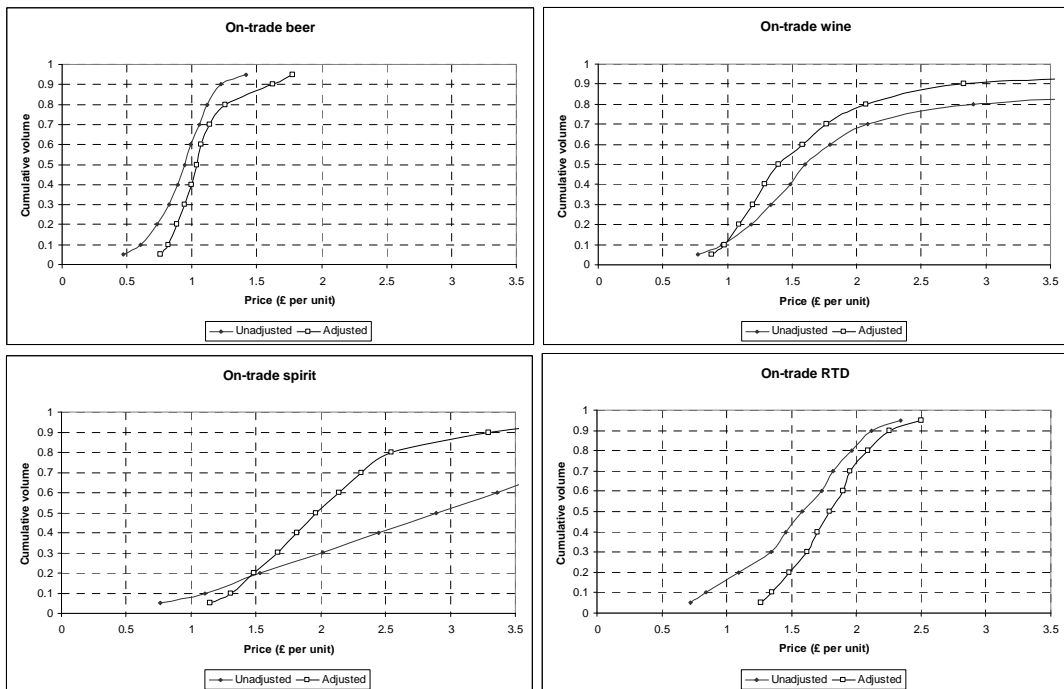 On-trade beer
Cumulative volume
1
0.9
0.8
0.7
0.6
0.5
0.4
0.3
0.2
0.1
0
0 0.5 1 1.5 2 2.5 3 3.5
Price (£ per unit)
Unadjusted Adjusted
On-trade wine
Cumulative volume
1
0.9
0.8
0.7
0.6
0.5
0.4
0.3
0.2
0.1
0
0 0.5 1 1.5 2 2.5 3 3.5
Price (£ per unit)
Unadjusted Adjusted
On-trade spirit
Cumulative volume
1
0.9
0.8
0.7
0.6
0.5
0.4
0.3
0.2
0.1
0
0 0.5 1 1.5 2 2.5 3 3.5
Price (£ per unit)
Unadjusted Adjusted
On-trade RTD
Cumulative volume
1
0.9
0.8
0.7
0.6
0.5
0.4
0.3
0.2
0.1
0
0 0.5 1 1.5 2 2.5 3 3.5
Price (£ per unit)
Unadjusted Adjusted